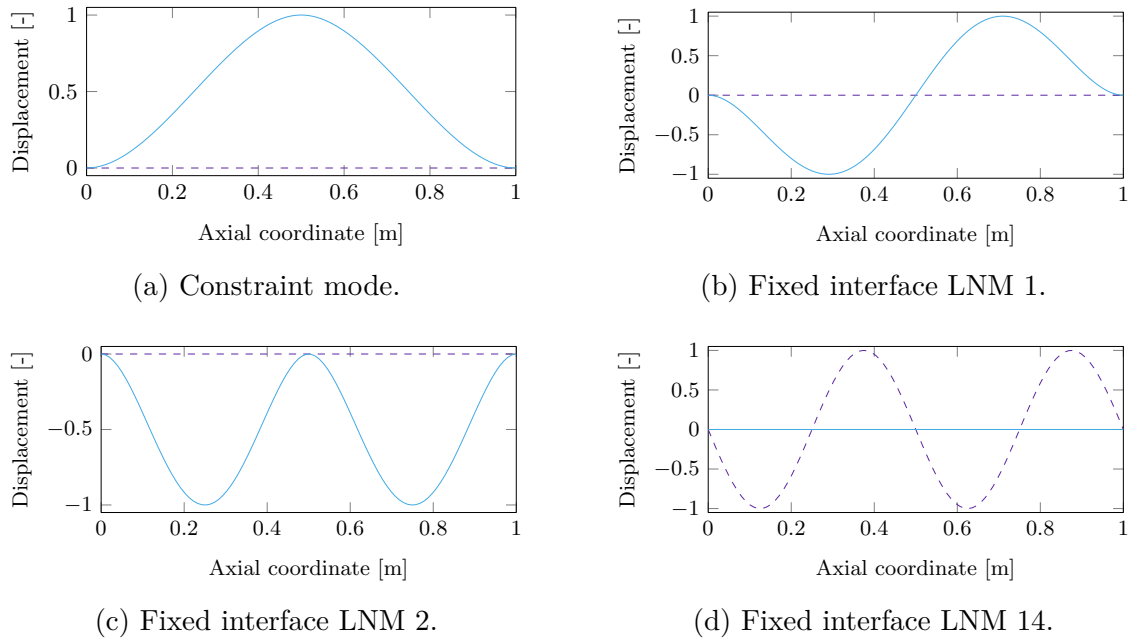 Displacement [-]
1
0.5
0
0 0.2 0.4 0.6 0.8 1
Axial coordinate [m]
(a) Constraint mode.
Displacement [-]
1
0.5
0
−0.5
−1
0 0.2 0.4 0.6 0.8 1
Axial coordinate [m]
(b) Fixed interface LNM 1.
Displacement [-]
0
−0.5
−1
0 0.2 0.4 0.6 0.8 1
Axial coordinate [m]
(c) Fixed interface LNM 2.
Displacement [-]
1
0.5
0
−0.5
−1
0 0.2 0.4 0.6 0.8 1
Axial coordinate [m]
(d) Fixed interface LNM 14.